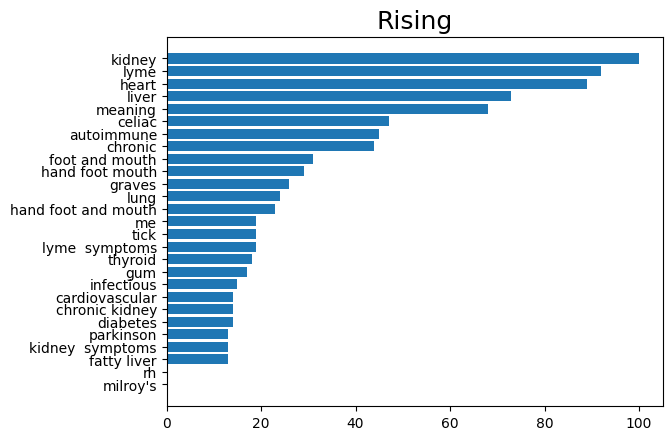 Rising
kidney
lyme
heart
liver
meaning
celiac
autoimmune
chronic
foot and mouth
hand foot mouth
graves
lung
hand foot and mouth
me
tick
lyme  symptoms
thyroid
gum
infectious
cardiovascular
chronic kidney
diabetes
parkinson
kidney  symptoms
fatty liver
rh
milroy's
0 20 40 60 80 100